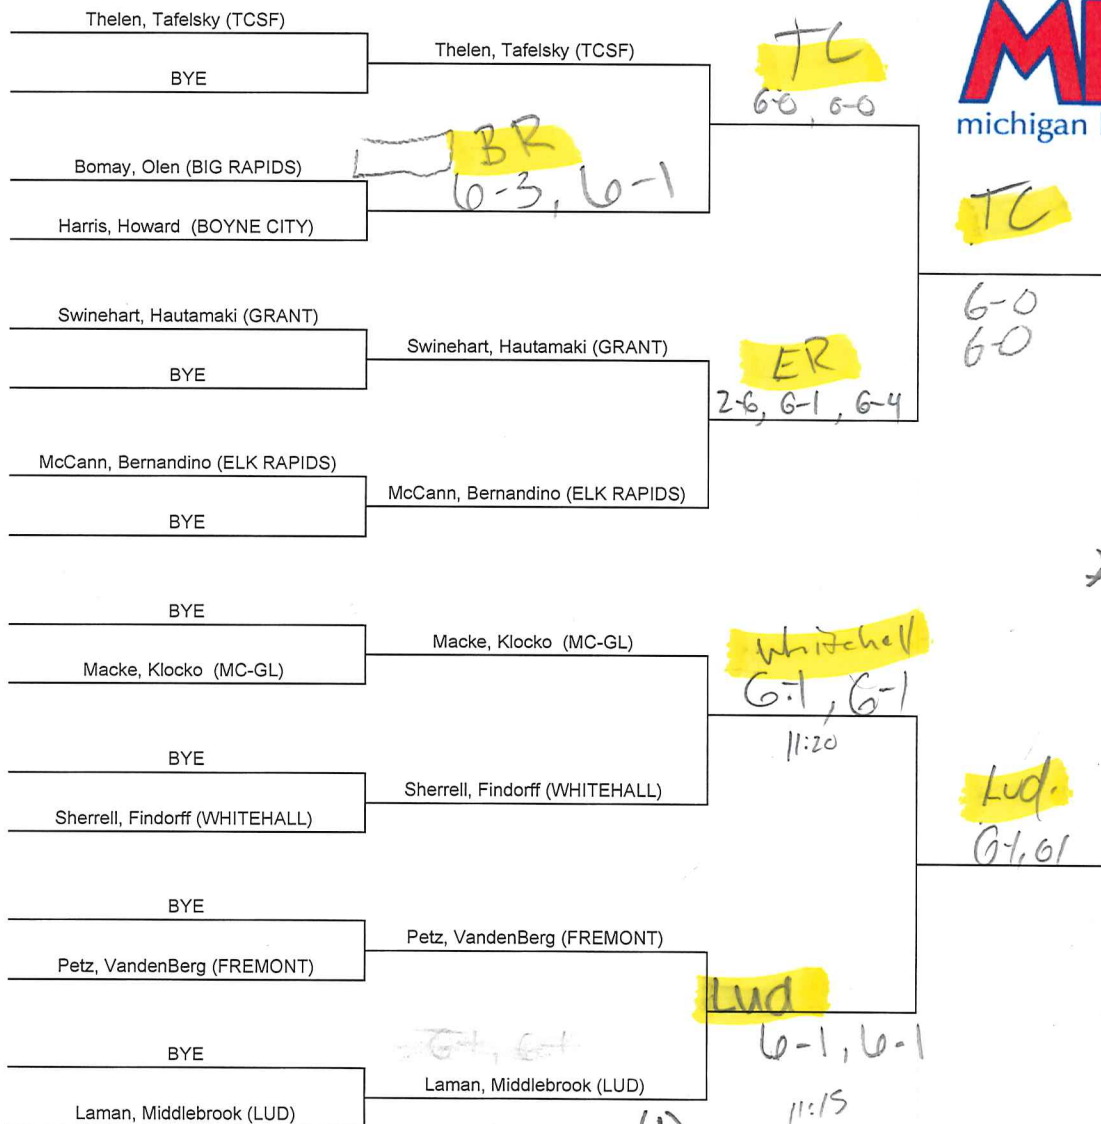 Thelen, Tafelsky (TCSF)
BYE
Thelen, Tafelsky (TCSF)
TC
6-0, 6-0
michigan
Bomay, Olen (BIG RAPIDS)
BR
6-3, 6-1
Harris, Howard (BOYNE CITY)
TC
6-0
6-0
Swinehart, Hautamaki (GRANT)
BYE
Swinehart, Hautamaki (GRANT)
ER
2-6, 6-1, 6-4
McCann, Bernandino (ELK RAPIDS)
BYE
McCann, Bernandino (ELK RAPIDS)
BYE
Macke, Klocko (MC-GL)
Macke, Klocko (MC-GL)
Whitehall
6-1, 6-1
11:20
BYE
Sherrell, Findorff (WHITEHALL)
Sherrell, Findorff (WHITEHALL)
Lud.
6-1, 61
BYE
Petz, VandenBerg (FREMONT)
Petz, VandenBerg (FREMONT)
Lud
6-1, 6-1
BYE
Laman, Middlebrook (LUD)
Laman, Middlebrook (LUD)
11:15